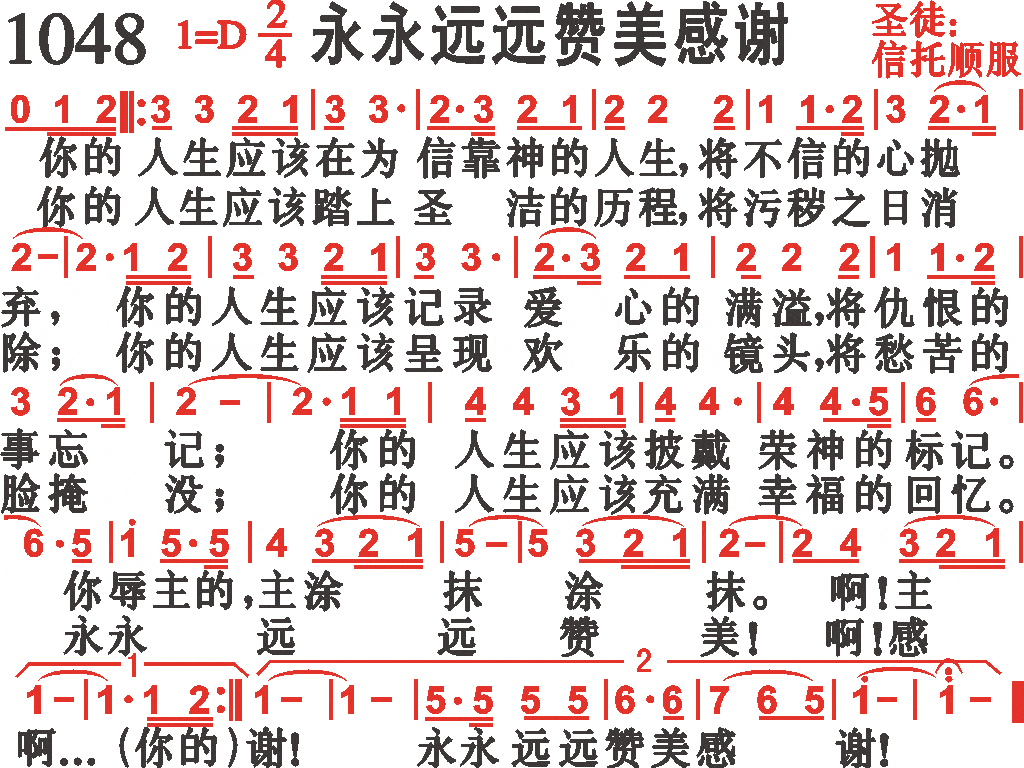 1048 1=D 2/4 永永远远赞美感谢 圣徒:
信托顺服
0 1 2 ‖: 3 3 2 1 | 3 3· | 2·3 2 1 | 2 2 2 | 1 1·2 | 3 2·1 |
你的 人生应该在为 信靠神的人生,将不信的心抛
你的 人生应该踏上 圣 洁的历程,将污秽之日消
2 – | 2·1 2 | 3 3 2 1 | 3 3· | 2·3 2 1 | 2 2 2 | 1 1·2 |
弃, 你的 人生应该记录 爱 心的 满溢,将仇恨的
除; 你的 人生应该呈现 欢 乐的 镜头,将愁苦的
3 2·1 | 2 – | 2·1 1 | 4 4 3 1 | 4 4· | 4 4·5 | 6 6· |
事忘 记; 你的 人生应该披戴 荣神的 标记。
脸掩 没; 你的 人生应该充满 幸福的 回忆。
6·5 | i 5·5 | 4 3 2 1 | 5 – | 5 3 2 1 | 2 – | 2 4 3 2 1 |
你辱主的,主涂 抹 涂 抹。 啊!主
永永 远 远 赞 美! 啊!感
1 2
1 – | 1·1 2 :‖ 1 – | 1 – | 5·5 5 5 | 6·6 | 7 6 5 | i – | i –
啊...(你的)谢! 永永 远远赞美感 谢!